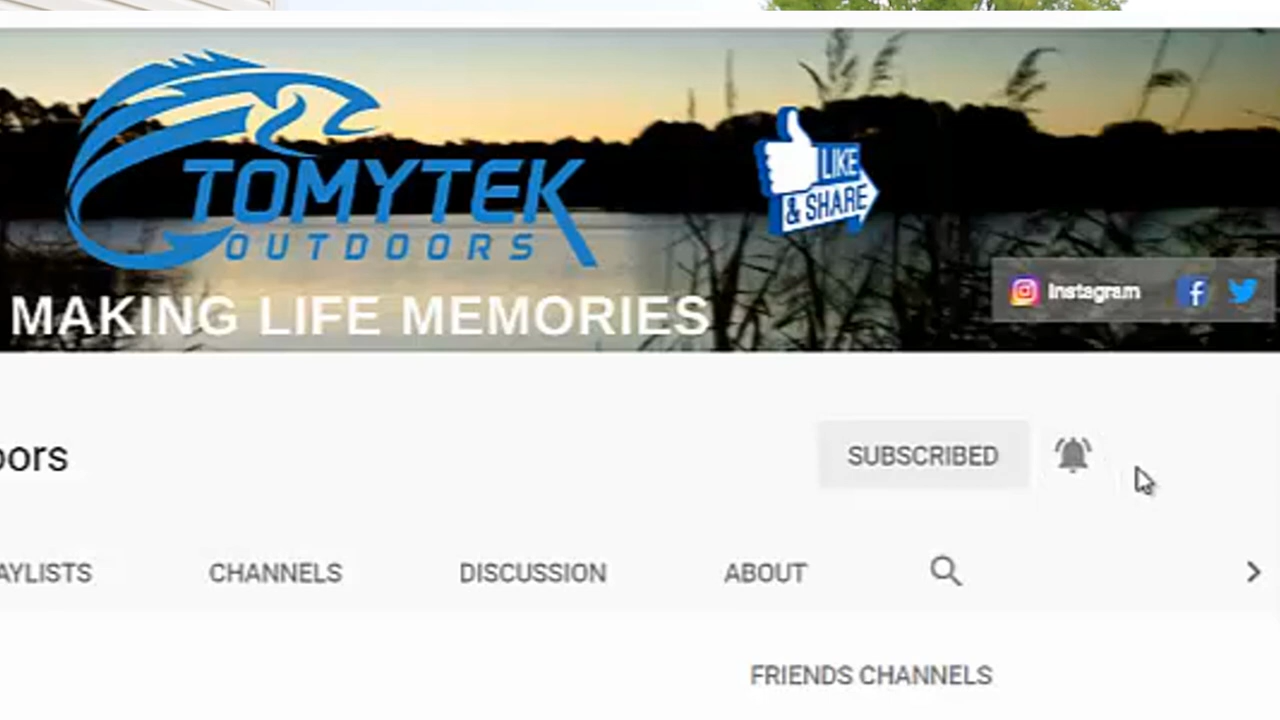 TOMYTEK
OUTDOORS
LIKE
& SHARE
Instagram
MAKING LIFE MEMORIES
oors
SUBSCRIBED
AYLISTS CHANNELS DISCUSSION ABOUT
FRIENDS CHANNELS